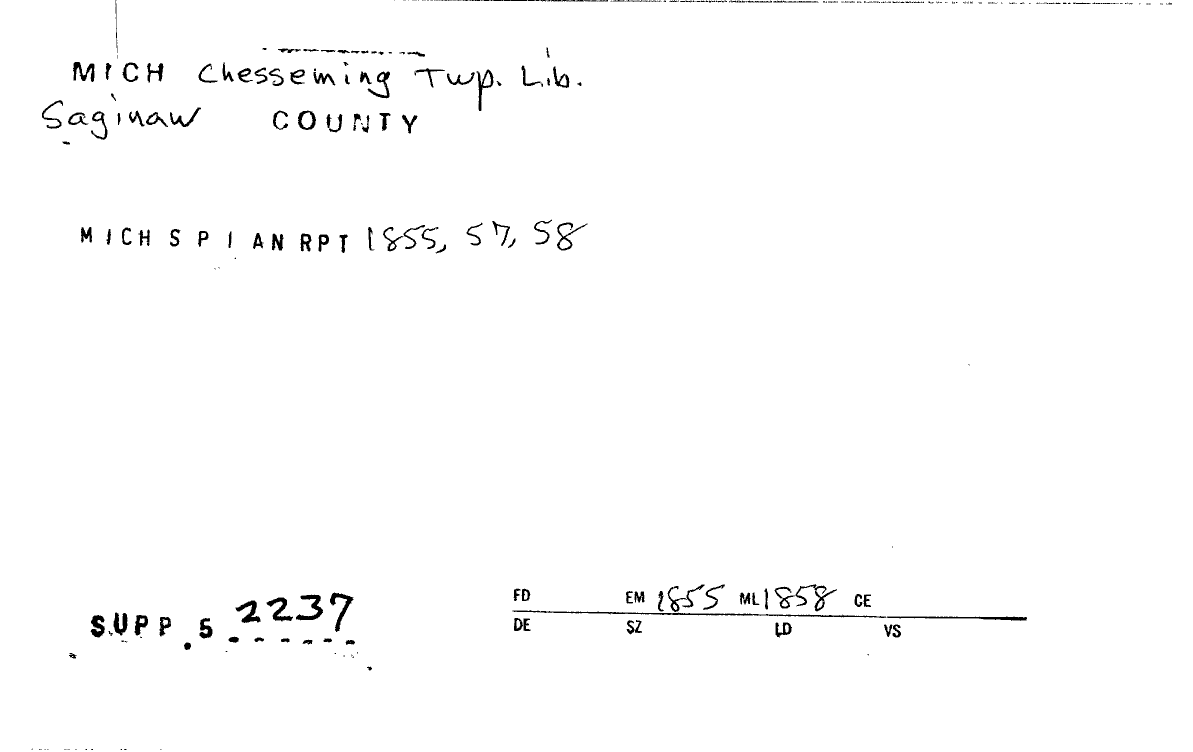 MICH Chesseming Twp. Lib.
Saginaw COUNTY
MICH S P I AN RPT 1855, 57, 58
SUPP.5 2237
FD EM 1855 ML 1858 CE
DE SZ LD VS